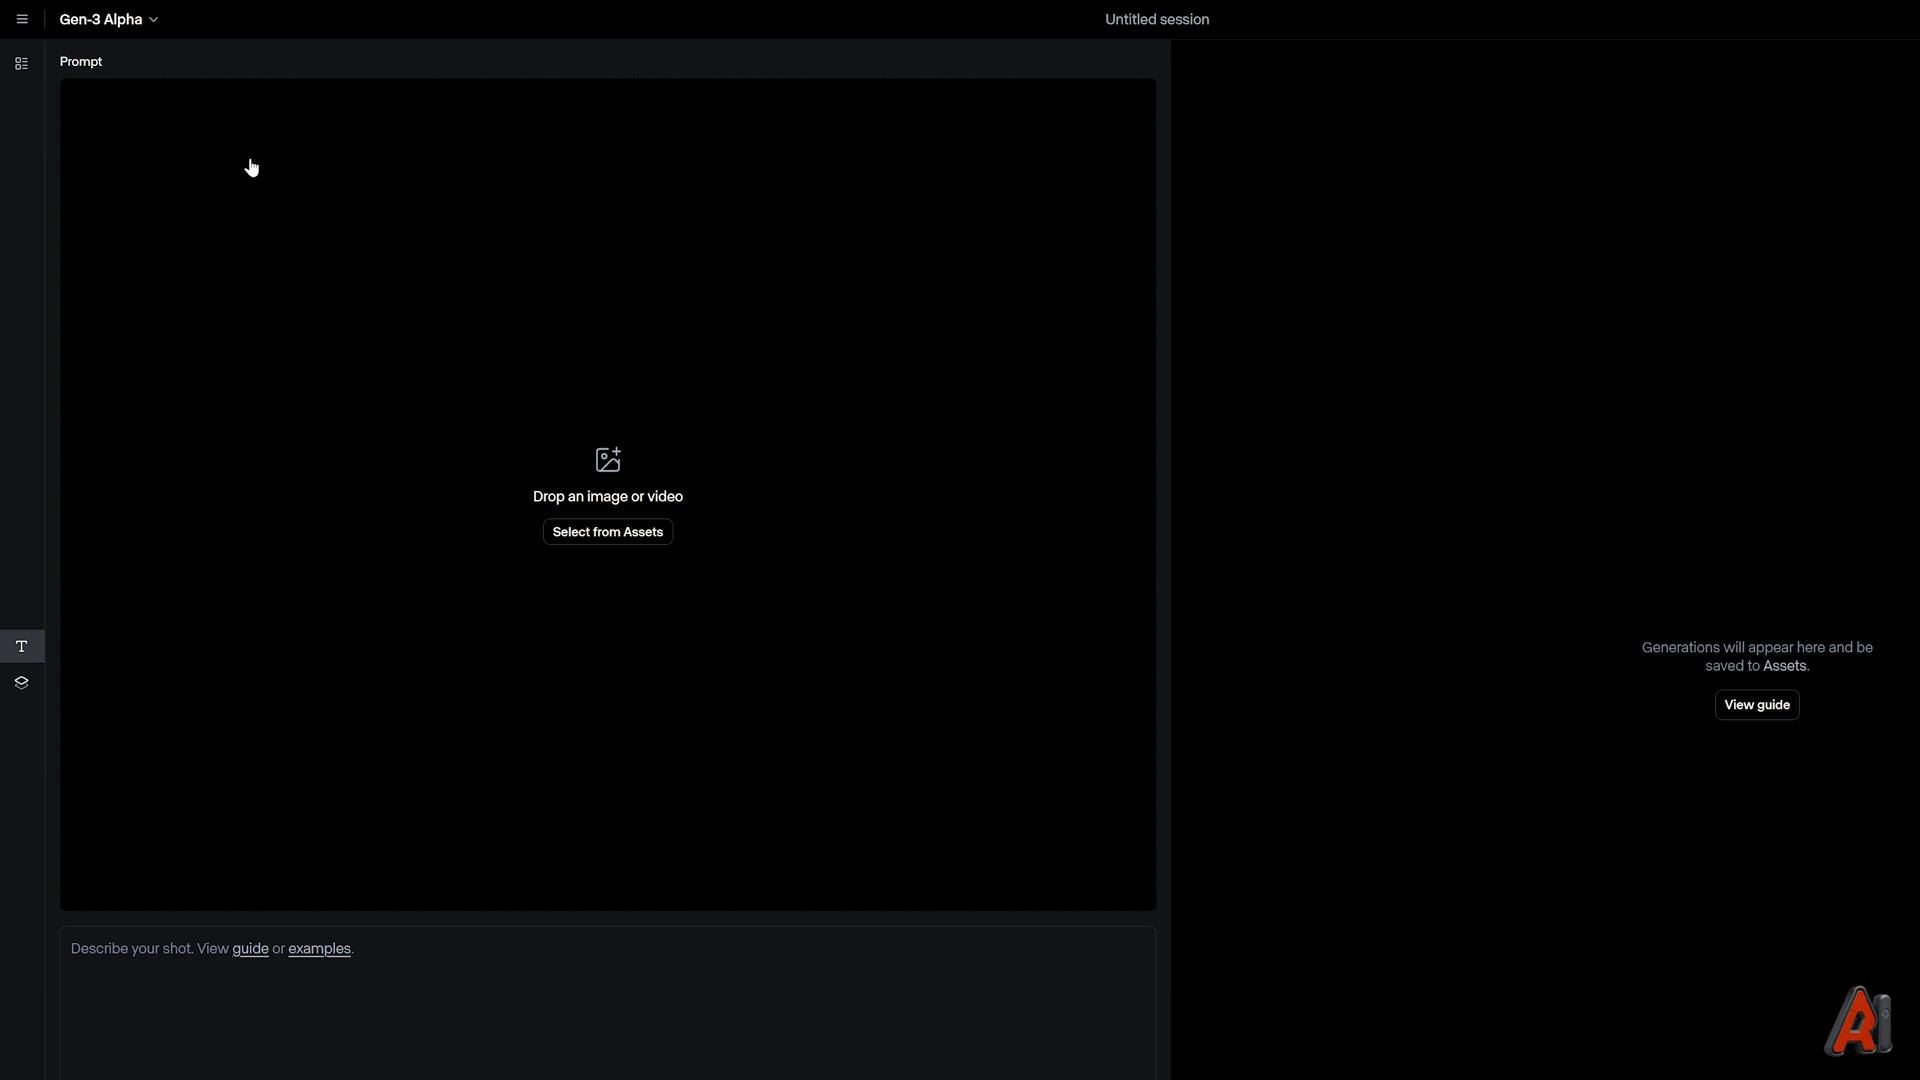 Gen-3 Alpha
Untitled session
Prompt
Drop an image or video
Select from Assets
T
Generations will appear here and be
saved to Assets.
View guide
Describe your shot. View guide or examples.
AI